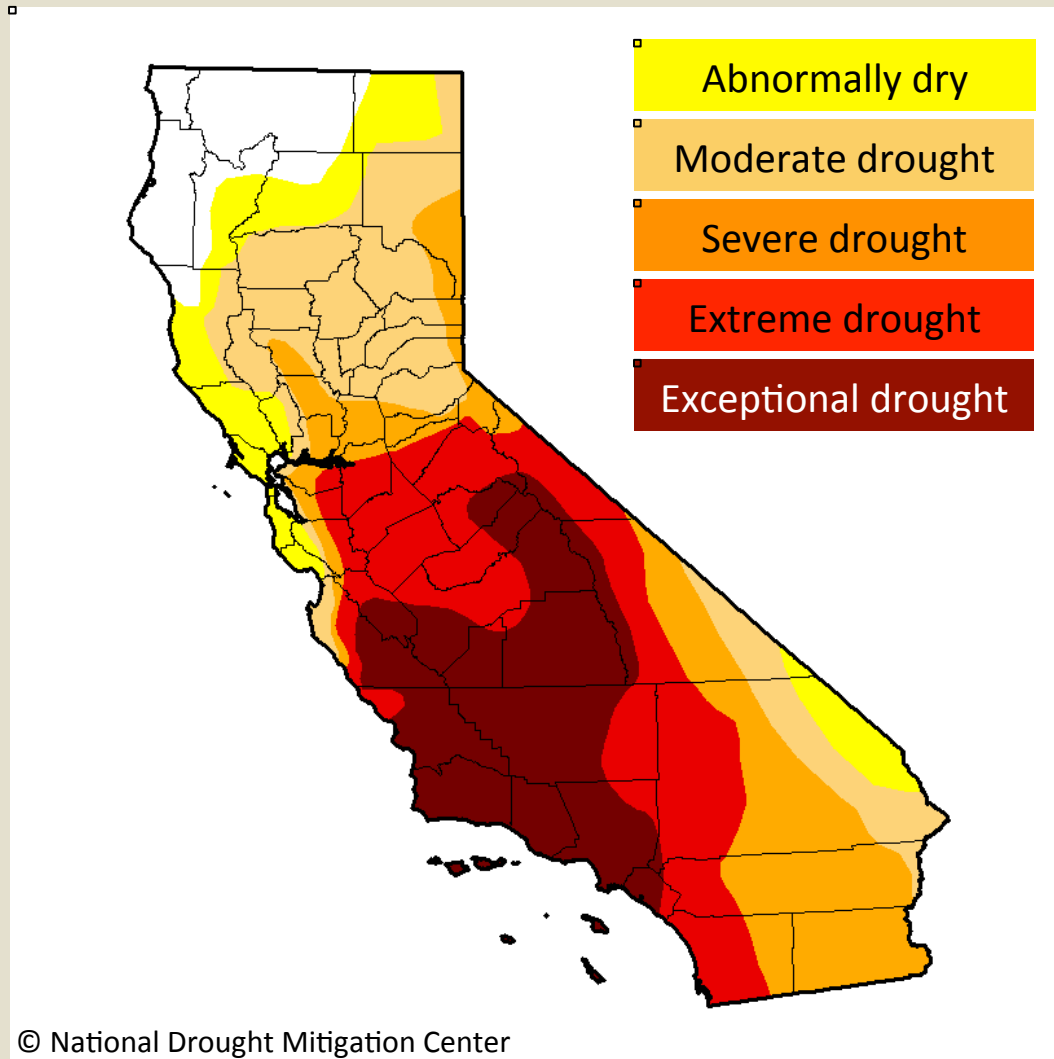 Abnormally dry
Moderate drought
Severe drought
Extreme drought
Exceptional drought
© National Drought Mitigation Center